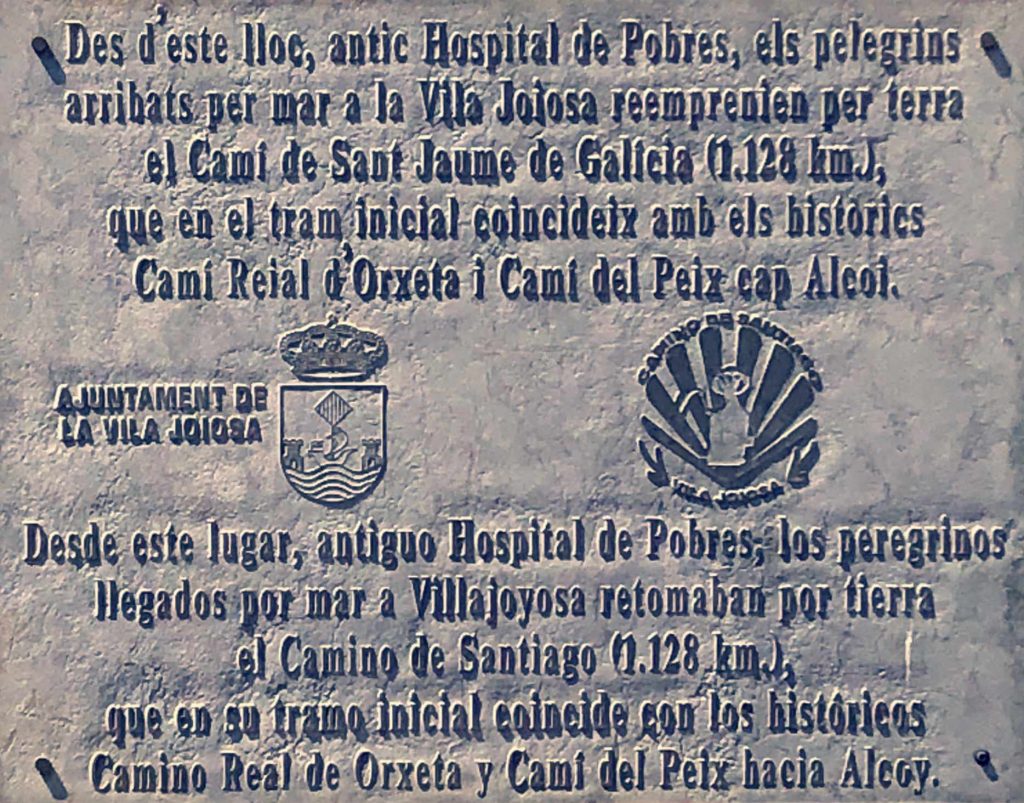 Des d'este lloc, antic Hospital de Pobres, els pelegrins
arribats per mar a la Vila Joiosa reemprenien per terra
el Camí de Sant Jaume de Galícia (1.128 km.),
que en el tram inicial coincideix amb els històrics
Camí Reial d'Orxeta i Camí del Peix cap Alcoi.
AJUNTAMENT DE
LA VILA JOIOSA
CAMINO DE SANTIAGO
VILA JOIOSA
Desde este lugar, antiguo Hospital de Pobres, los peregrinos
llegados por mar a Villajoyosa retomaban por tierra
el Camino de Santiago (1.128 km.),
que en su tramo inicial coincide con los históricos
Camino Real de Orxeta y Camí del Peix hacia Alcoy.